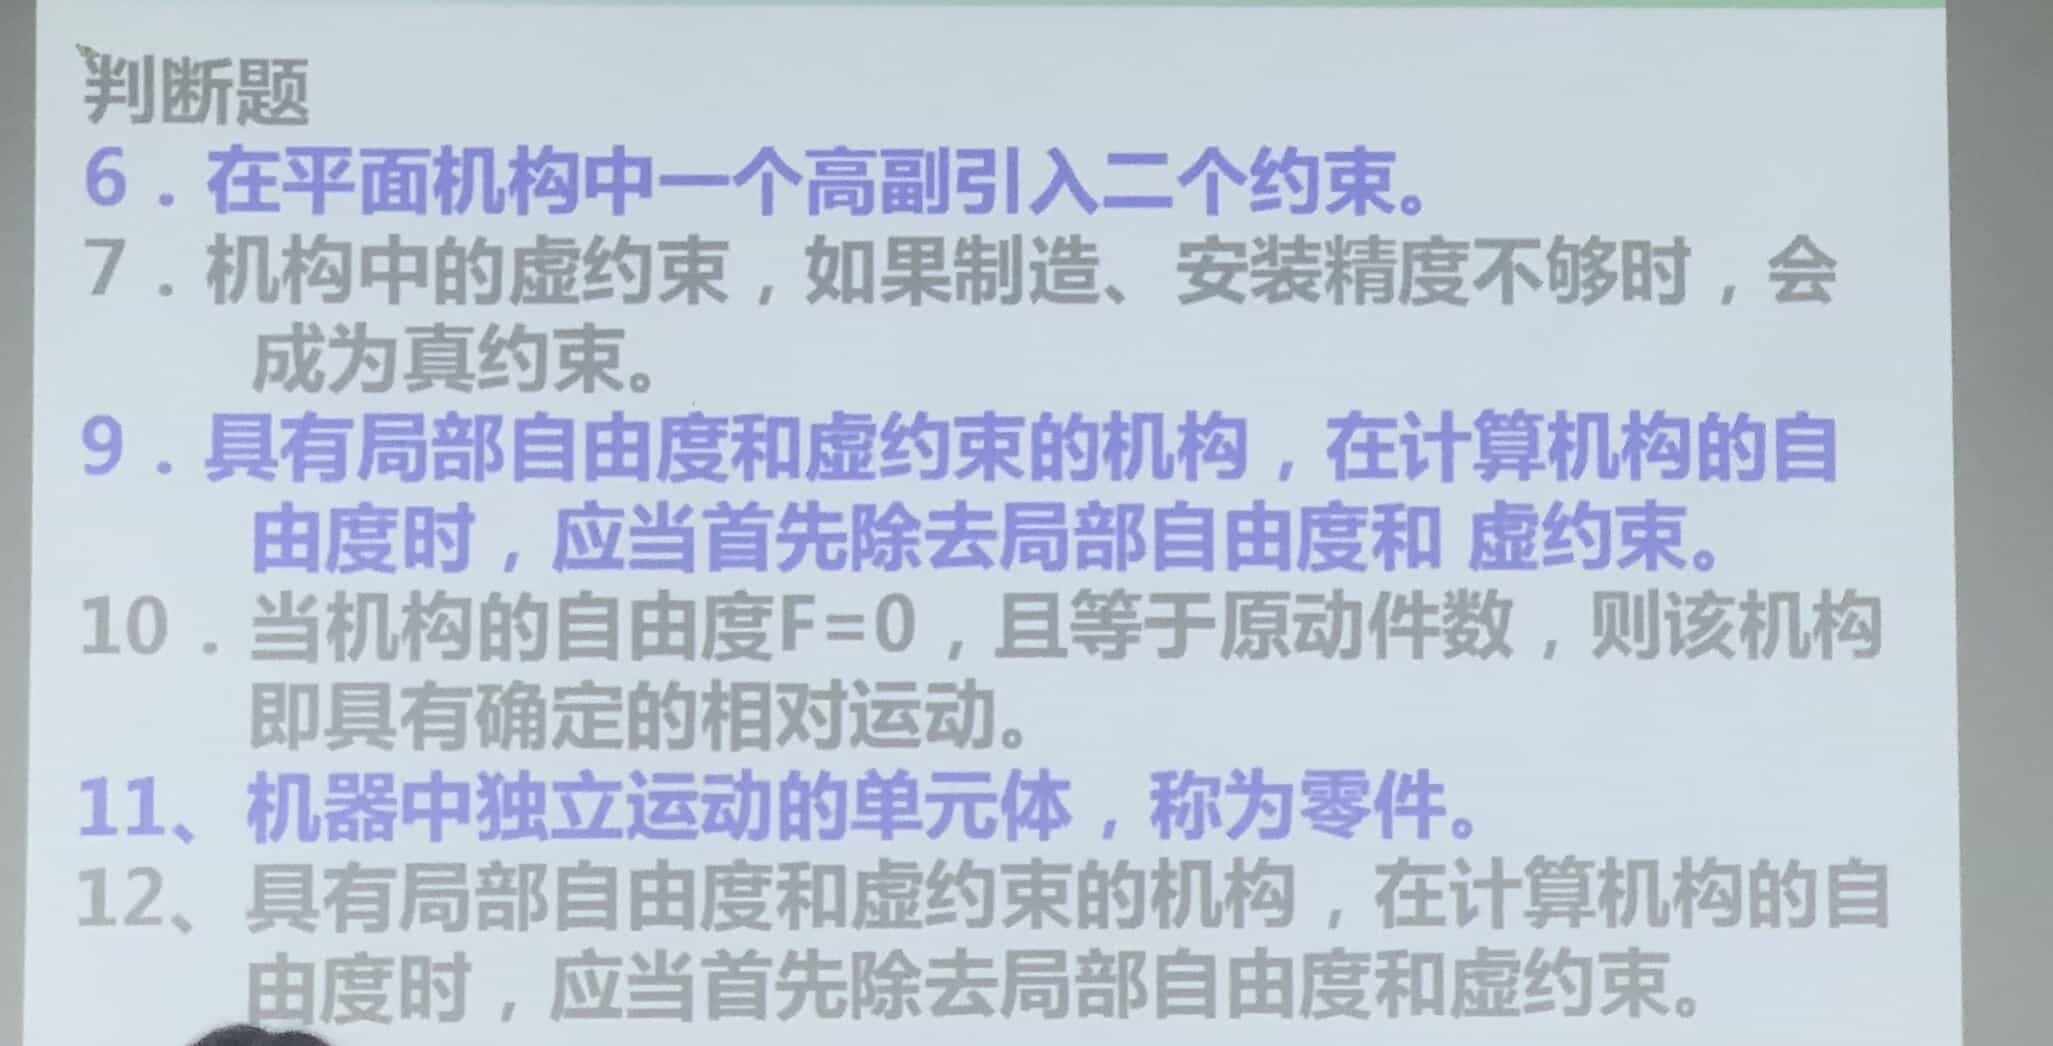 判断题
6．在平面机构中一个高副引入二个约束。
7．机构中的虚约束，如果制造、安装精度不够时，会
成为真约束。
9．具有局部自由度和虚约束的机构，在计算机构的自
由度时，应当首先除去局部自由度和 虚约束。
10．当机构的自由度F=0，且等于原动件数，则该机构
即具有确定的相对运动。
11、机器中独立运动的单元体，称为零件。
12、具有局部自由度和虚约束的机构，在计算机构的自
由度时，应当首先除去局部自由度和虚约束。